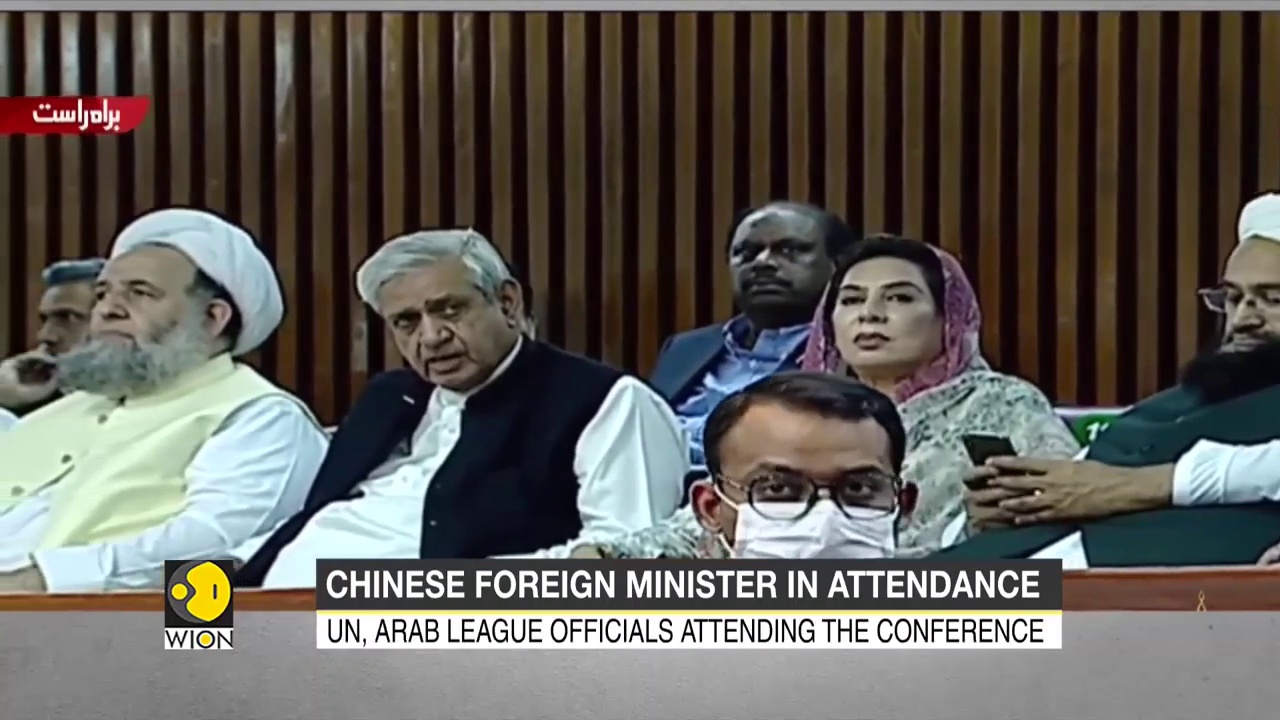 براہ راست
CHINESE FOREIGN MINISTER IN ATTENDANCE
UN, ARAB LEAGUE OFFICIALS ATTENDING THE CONFERENCE
WION